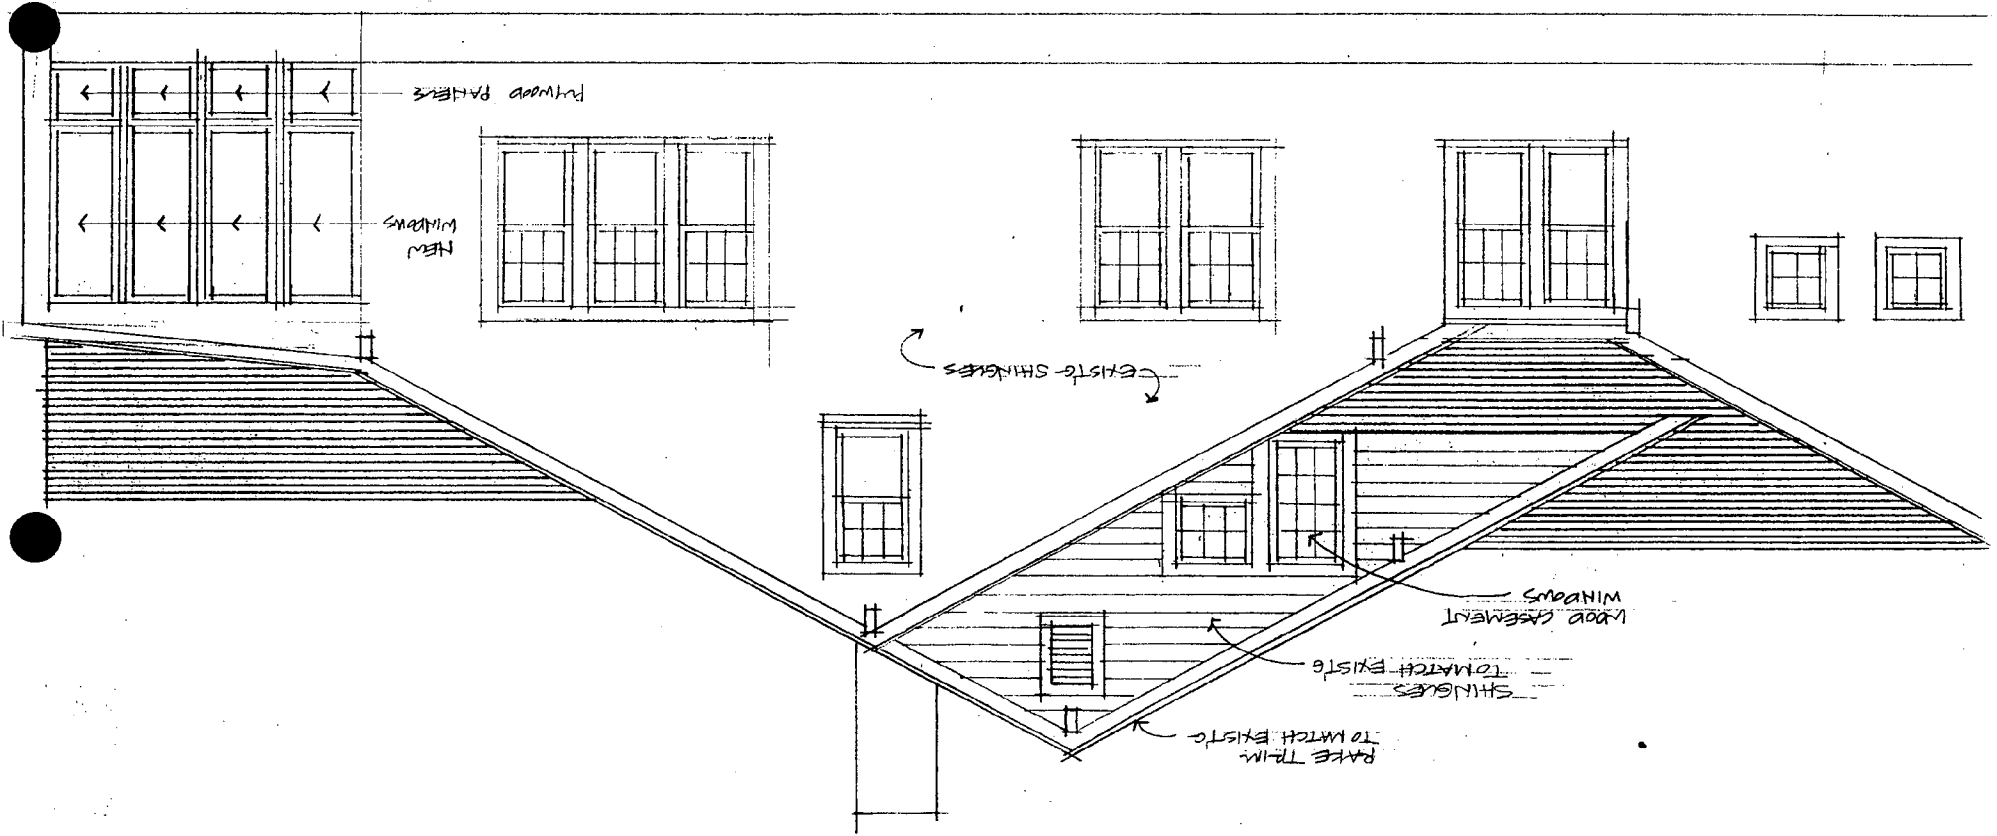 RAKE TRIM
TO MATCH EXIST'G
SHINGLES
TO MATCH EXIST'G
WOOD CASEMENT
WINDOWS
EXIST'G SHINGLES
NEW
WINDOWS
PLYWOOD PANELS